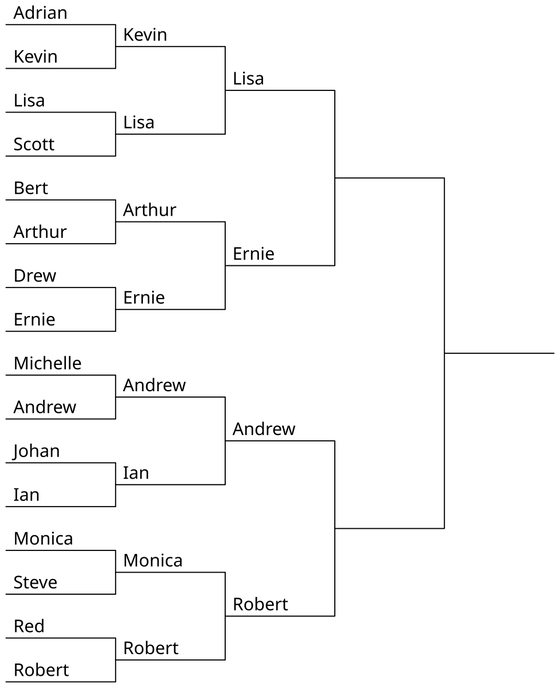 Adrian
Kevin
Lisa
Scott
Bert
Arthur
Drew
Ernie
Michelle
Andrew
Johan
Ian
Monica
Steve
Red
Robert
Kevin
Lisa
Arthur
Ernie
Andrew
Ian
Monica
Robert
Lisa
Ernie
Andrew
Robert